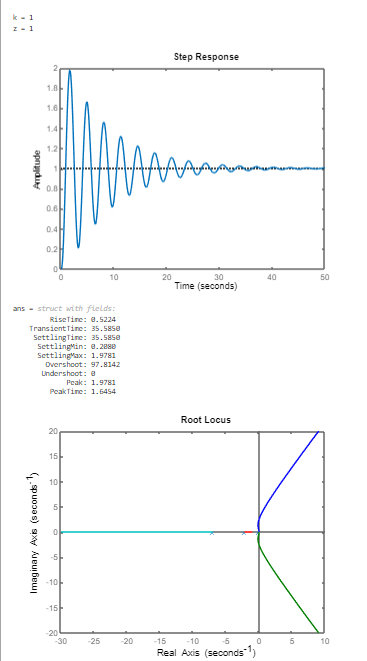 k = 1
z = 1
Step Response
2
1.8
1.6
1.4
1.2
1
0.8
0.6
0.4
0.2
0
Amplitude
0 10 20 30 40 50
Time (seconds)
ans = struct with fields:
RiseTime: 0.5224
TransientTime: 35.5850
SettlingTime: 35.5850
SettlingMin: 0.2080
SettlingMax: 1.9781
Overshoot: 97.8142
Undershoot: 0
Peak: 1.9781
PeakTime: 1.6454
Root Locus
20
15
10
5
0
-5
-10
-15
-20
Imaginary Axis (seconds⁻¹)
-30 -25 -20 -15 -10 -5 0 5 10
Real Axis (seconds⁻¹)